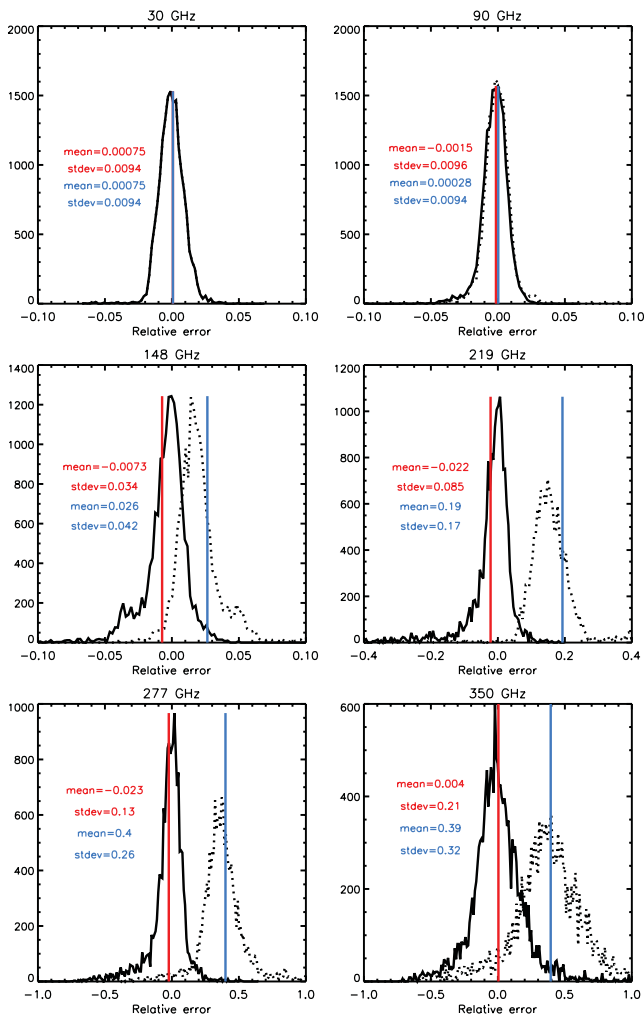 30 GHz
2000
1500
1000
500
0
mean=0.00075
stdev=0.0094
mean=0.00075
stdev=0.0094
-0.10 -0.05 0.00 0.05 0.10
Relative error
90 GHz
2000
1500
1000
500
0
mean=-0.0015
stdev=0.0096
mean=0.00028
stdev=0.0094
-0.10 -0.05 0.00 0.05 0.10
Relative error
148 GHz
1400
1200
1000
800
600
400
200
0
mean=-0.0073
stdev=0.034
mean=0.026
stdev=0.042
-0.10 -0.05 0.00 0.05 0.10
Relative error
219 GHz
1200
1000
800
600
400
200
0
mean=-0.022
stdev=0.085
mean=0.19
stdev=0.17
-0.4 -0.2 0.0 0.2 0.4
Relative error
277 GHz
1000
800
600
400
200
0
mean=-0.023
stdev=0.13
mean=0.4
stdev=0.26
-1.0 -0.5 0.0 0.5 1.0
Relative error
350 GHz
600
400
200
0
mean=0.004
stdev=0.21
mean=0.39
stdev=0.32
-1.0 -0.5 0.0 0.5 1.0
Relative error